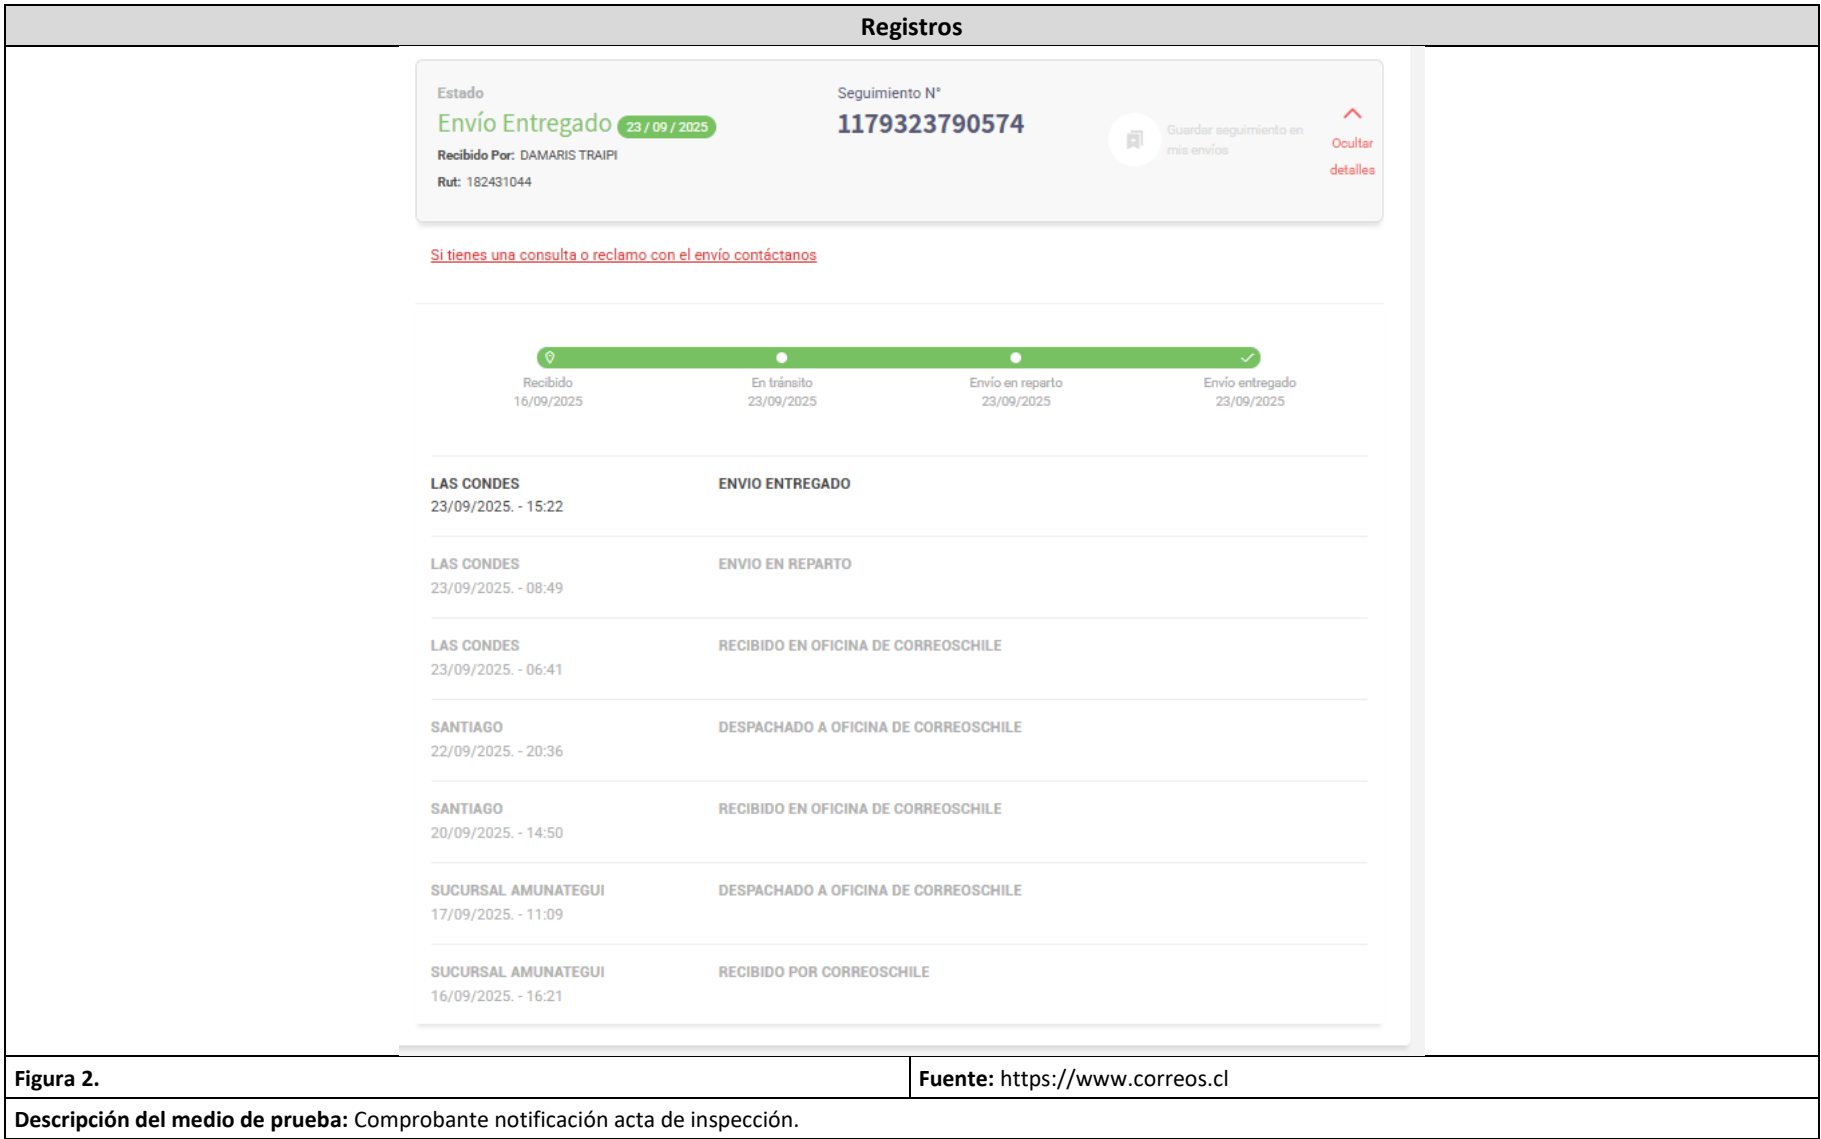 Registros
Estado
Envío Entregado 23 / 09 / 2025
Recibido Por: DAMARIS TRAIPI
Rut: 182431044
Seguimiento N°
1179323790574
Guardar seguimiento en
mis envíos
Ocultar
detalles
Si tienes una consulta o reclamo con el envío contáctanos
Recibido
16/09/2025
En tránsito
23/09/2025
Envío en reparto
23/09/2025
Envío entregado
23/09/2025
LAS CONDES ENVIO ENTREGADO
23/09/2025. - 15:22
LAS CONDES ENVIO EN REPARTO
23/09/2025. - 08:49
LAS CONDES RECIBIDO EN OFICINA DE CORREOSCHILE
23/09/2025. - 06:41
SANTIAGO DESPACHADO A OFICINA DE CORREOSCHILE
22/09/2025. - 20:36
SANTIAGO RECIBIDO EN OFICINA DE CORREOSCHILE
20/09/2025. - 14:50
SUCURSAL AMUNATEGUI DESPACHADO A OFICINA DE CORREOSCHILE
17/09/2025. - 11:09
SUCURSAL AMUNATEGUI RECIBIDO POR CORREOSCHILE
16/09/2025. - 16:21
Figura 2. Fuente: https://www.correos.cl
Descripción del medio de prueba: Comprobante notificación acta de inspección.